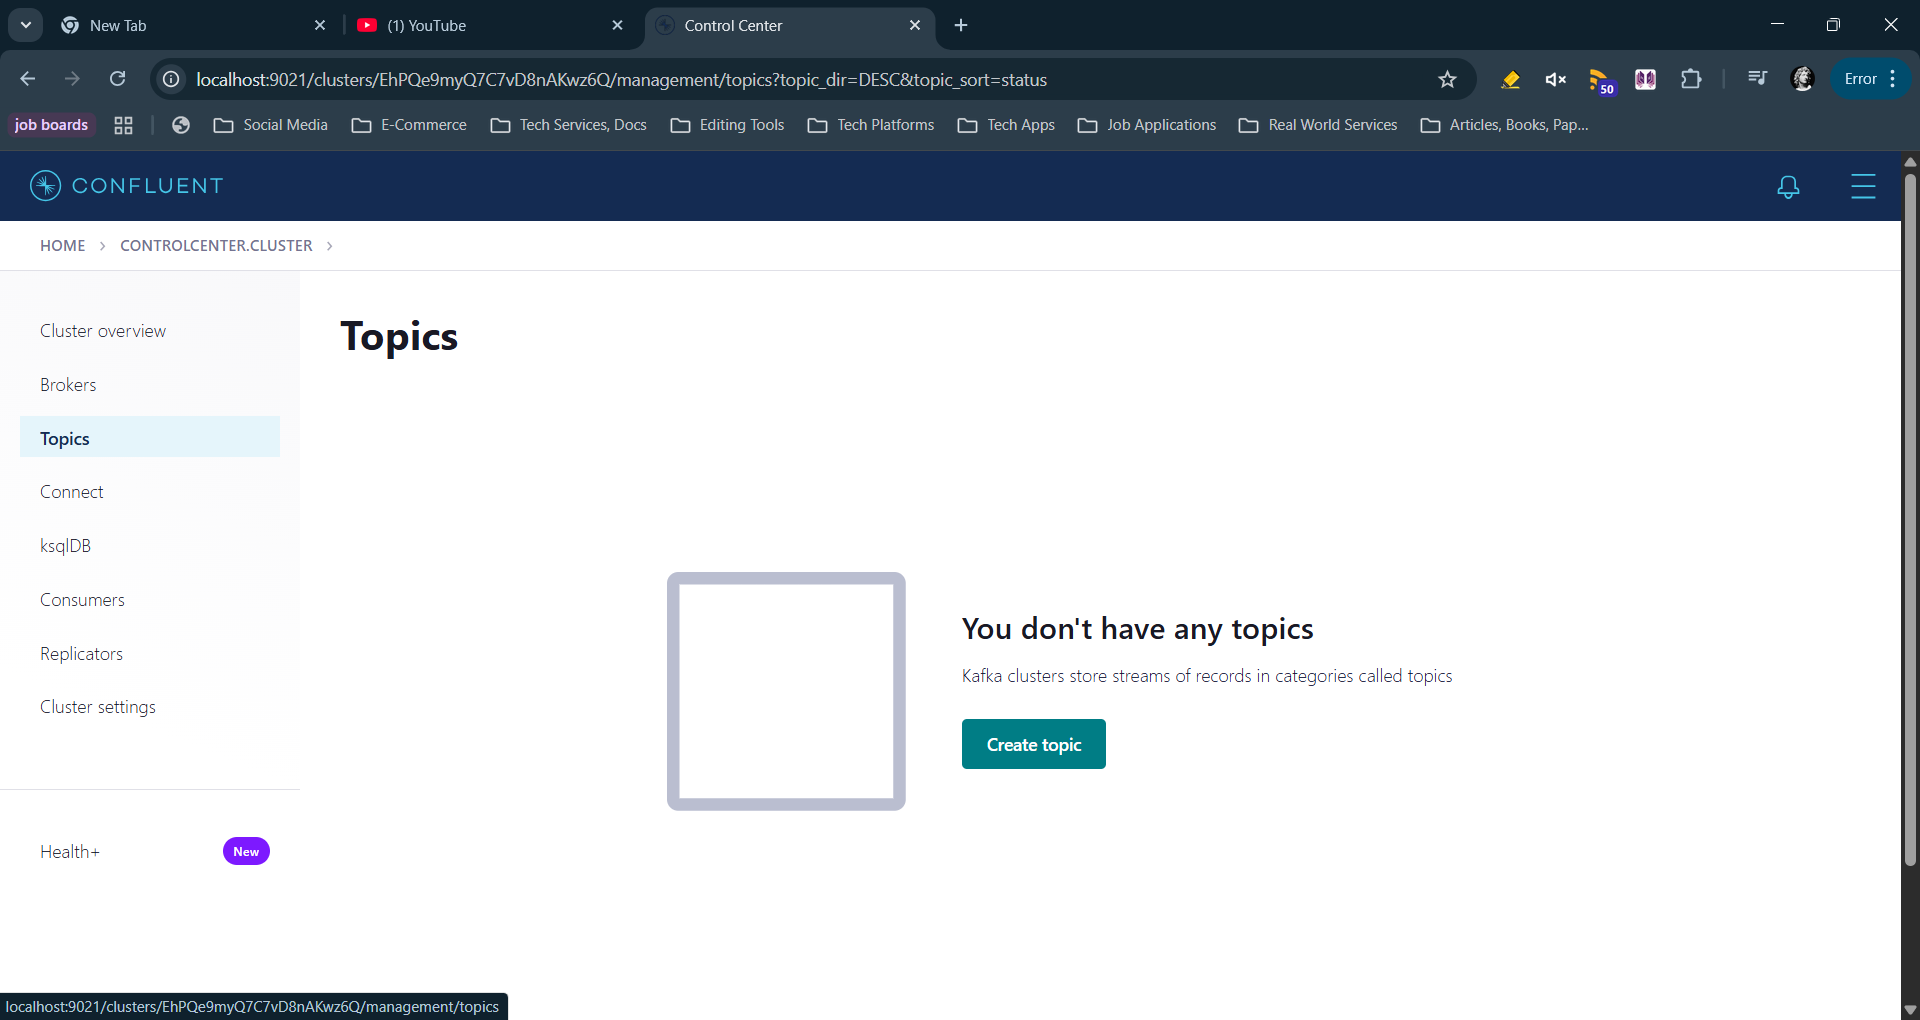 New Tab
(1) YouTube
Control Center
localhost:9021/clusters/EhPQe9myQ7C7vD8nAKwz6Q/management/topics?topic_dir=DESC&topic_sort=status
50
Error
job boards
Social Media
E-Commerce
Tech Services, Docs
Editing Tools
Tech Platforms
Tech Apps
Job Applications
Real World Services
Articles, Books, Pap...
CONFLUENT
HOME > CONTROLCENTER.CLUSTER >
Cluster overview
Brokers
Topics
Connect
ksqlDB
Consumers
Replicators
Cluster settings
Health+
New
Topics
You don't have any topics
Kafka clusters store streams of records in categories called topics
Create topic
localhost:9021/clusters/EhPQe9myQ7C7vD8nAKwz6Q/management/topics